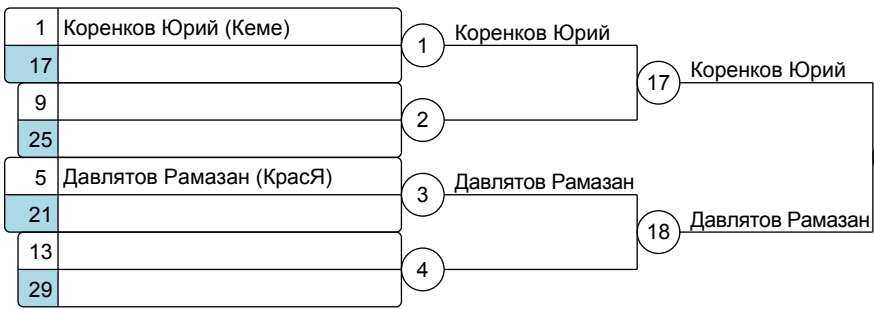 1 Коренков Юрий (Кеме)
17
9
25
5 Давлятов Рамазан (КрасЯ)
21
13
29
1 Коренков Юрий
2
3 Давлятов Рамазан
4
17 Коренков Юрий
18 Давлятов Рамазан